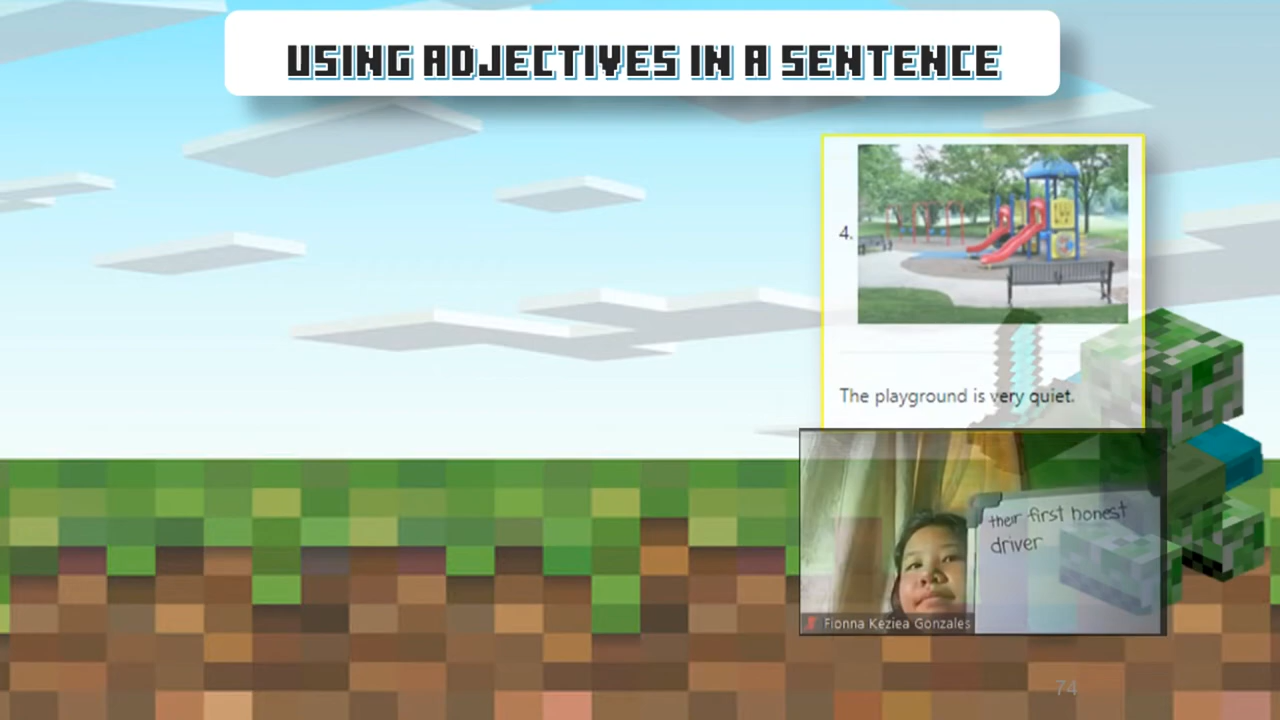 USING ADJECTIVES IN A SENTENCE
4.
The playground is very quiet.
their first honest
driver
Fionna Keziea Gonzales
74